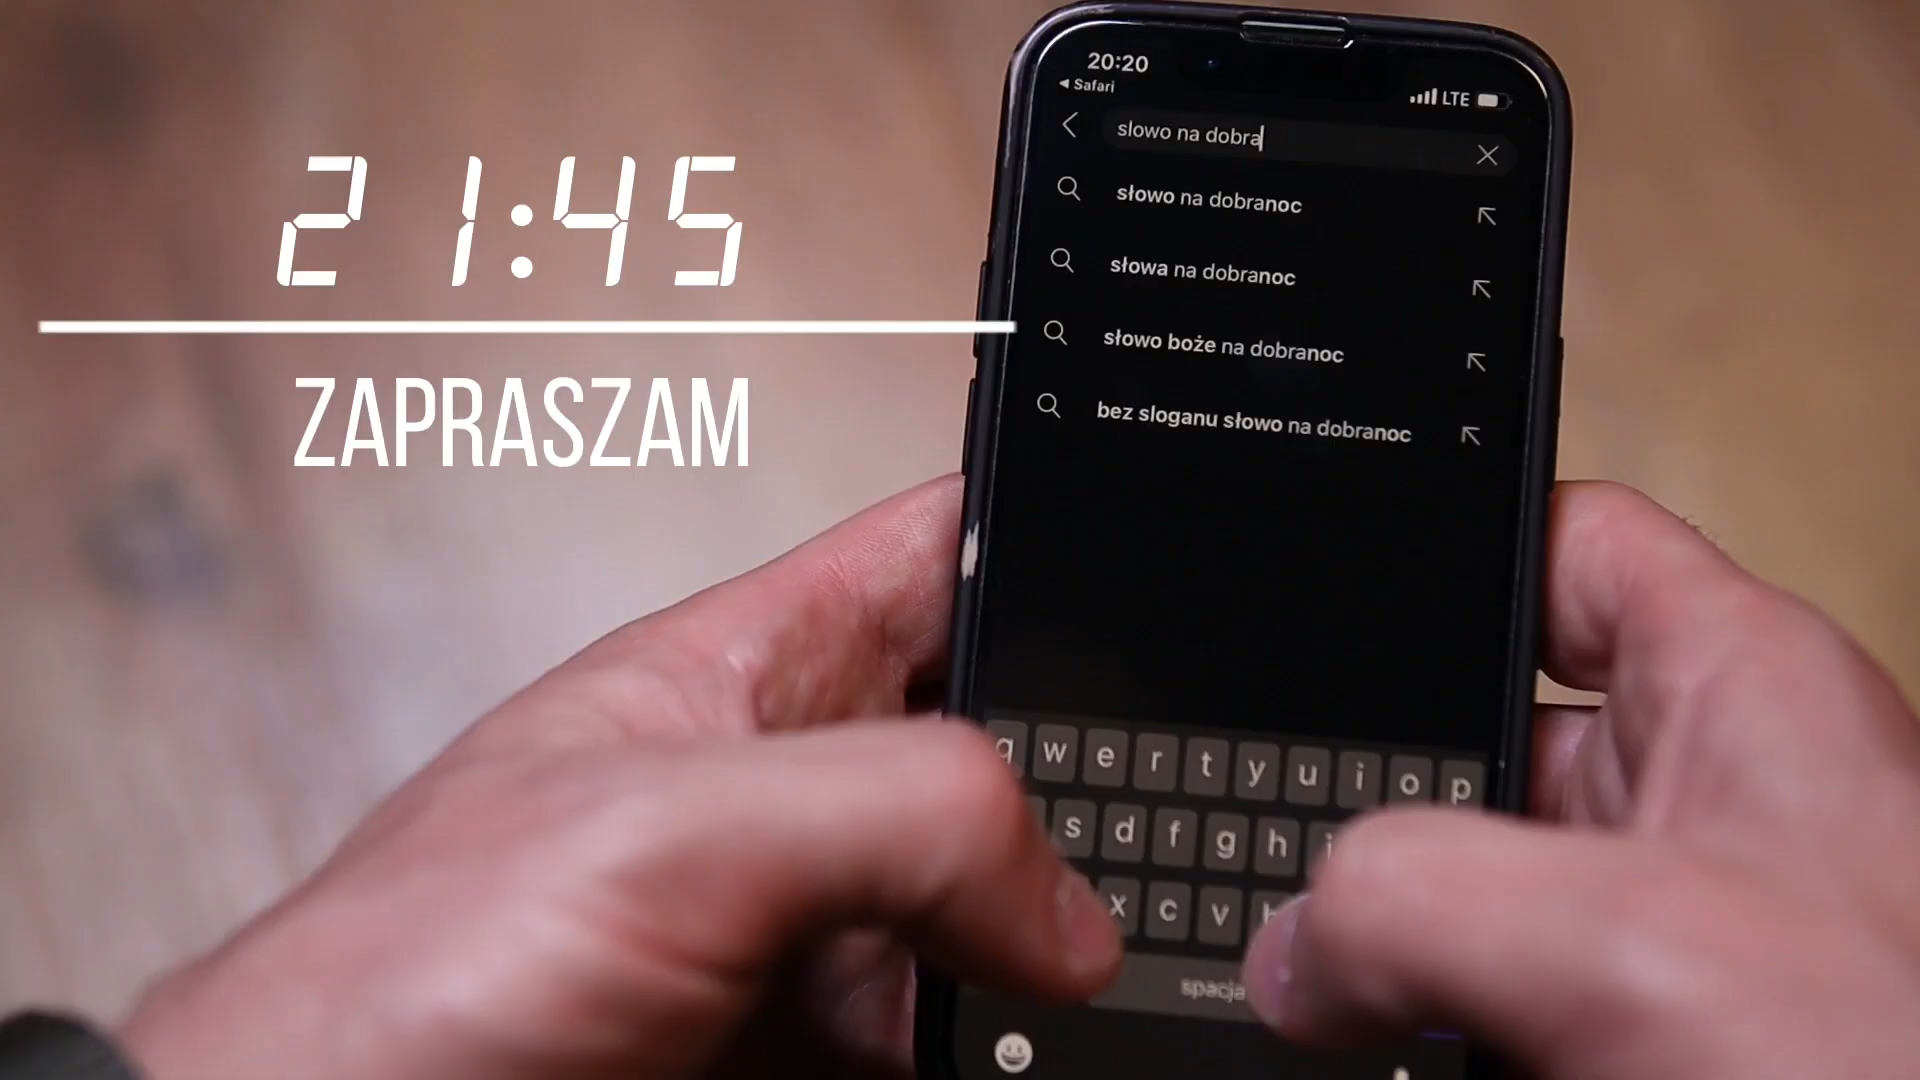 21:45
ZAPRASZAM
20:20
◄ Safari
LTE
slowo na dobra
słowo na dobranoc
słowa na dobranoc
słowo boże na dobranoc
bez sloganu słowo na dobranoc
q w e r t y u i o p
s d f g h j
x c v b
spacja